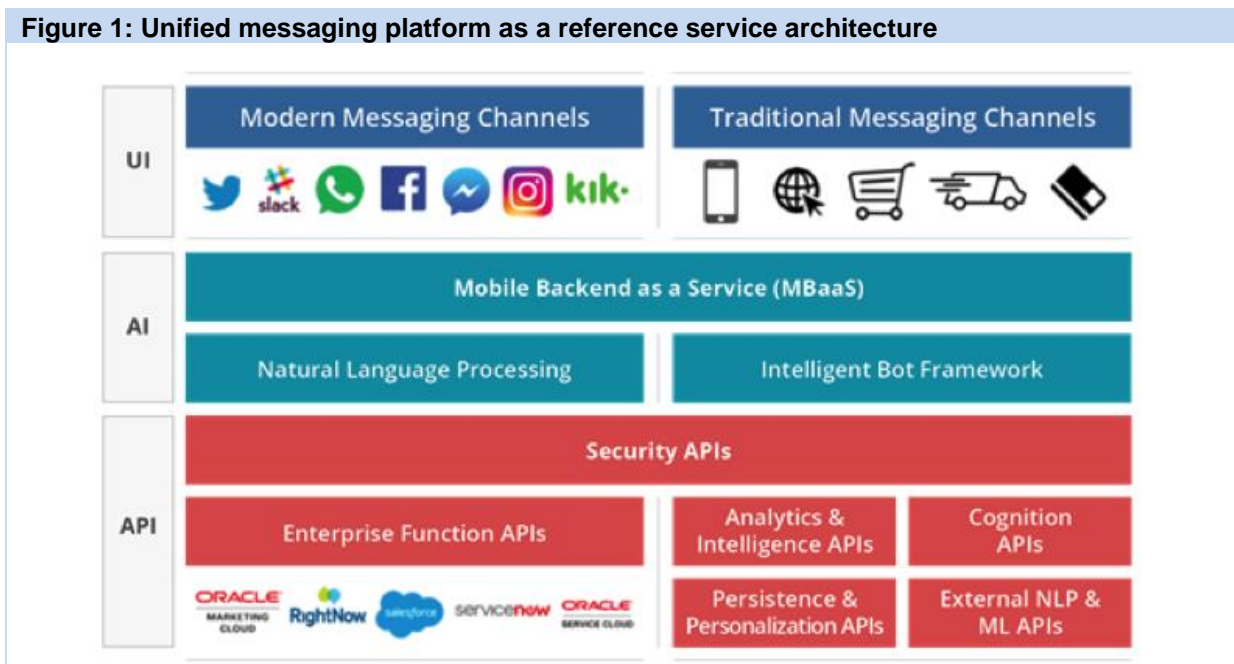 Figure 1: Unified messaging platform as a reference service architecture
UI
Modern Messaging Channels
slack
kik·
Traditional Messaging Channels
AI
Mobile Backend as a Service (MBaaS)
Natural Language Processing
Intelligent Bot Framework
API
Security APIs
Enterprise Function APIs
ORACLE
MARKETING
CLOUD
RightNow
salesforce
servicenow
ORACLE
SERVICE CLOUD
Analytics &
Intelligence APIs
Cognition
APIs
Persistence &
Personalization APIs
External NLP &
ML APIs